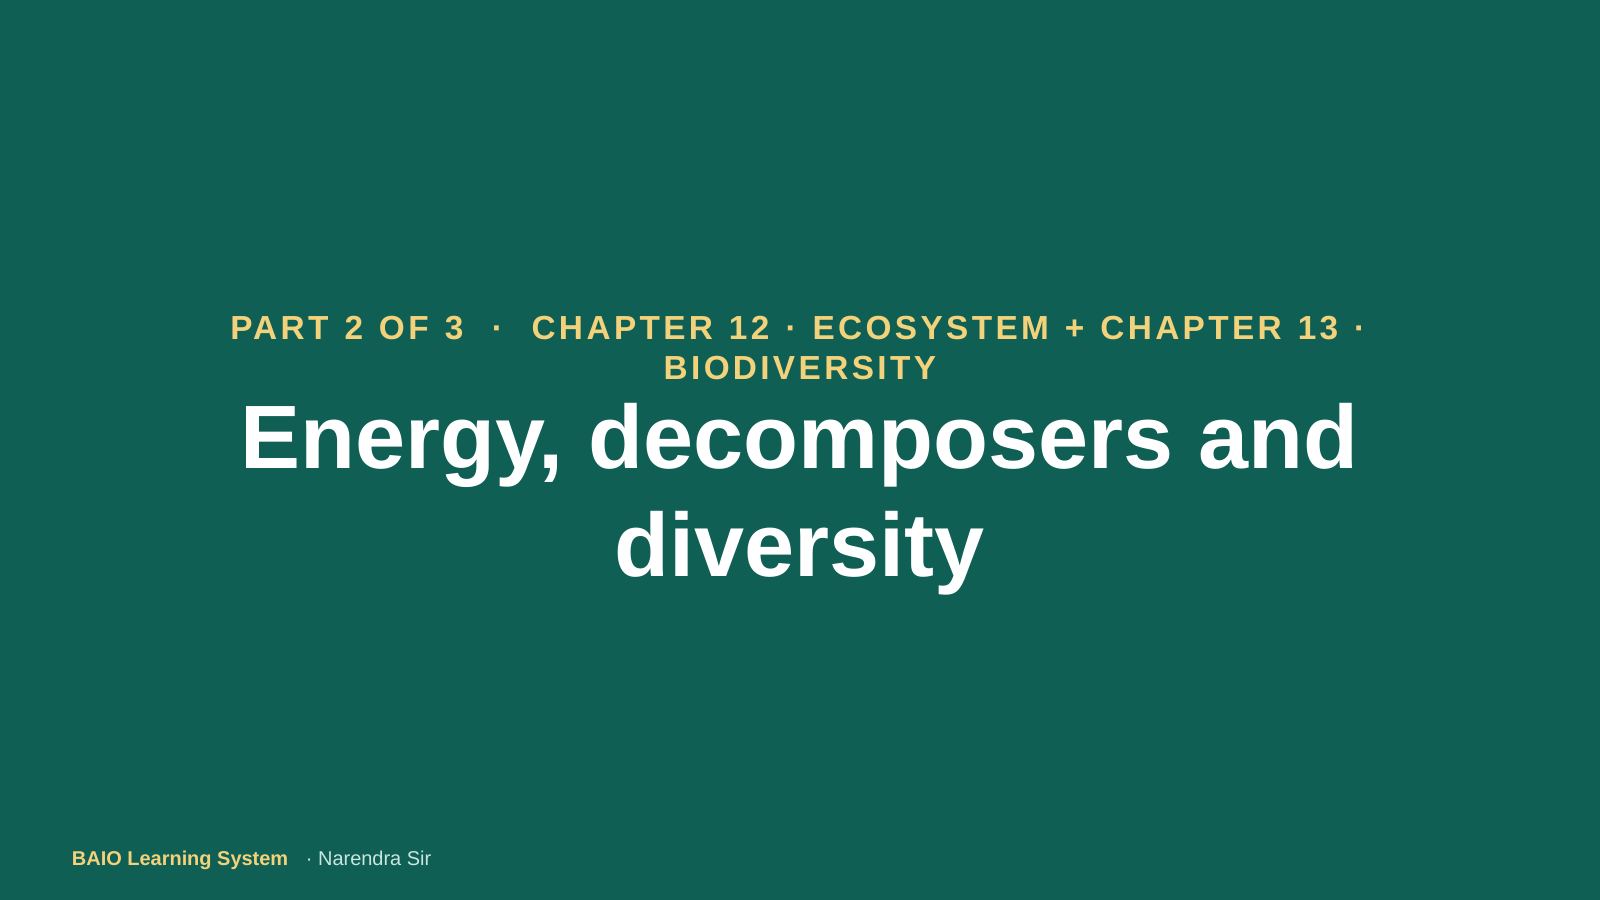 PART 2 OF 3 · CHAPTER 12 · ECOSYSTEM + CHAPTER 13 ·
BIODIVERSITY
Energy, decomposers and
diversity
BAIO Learning System · Narendra Sir